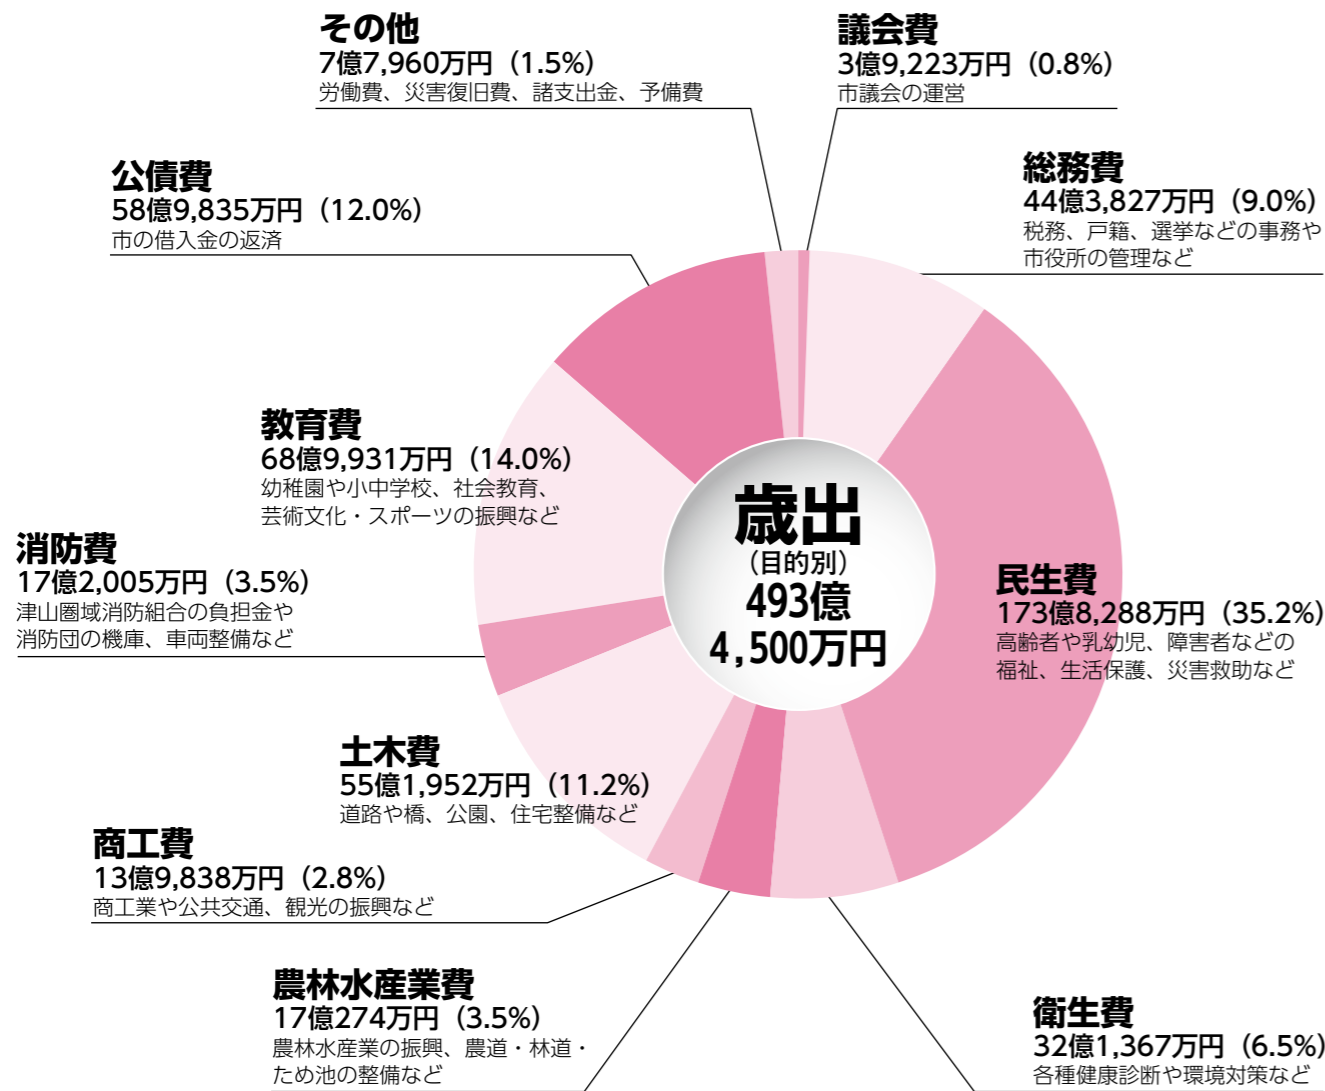 その他
7億7,960万円（1.5%）
労働費、災害復旧費、諸支出金、予備費
議会費
3億9,223万円（0.8%）
市議会の運営
総務費
44億3,827万円（9.0%）
税務、戸籍、選挙などの事務や
市役所の管理など
公債費
58億9,835万円（12.0%）
市の借入金の返済
教育費
68億9,931万円（14.0%）
幼稚園や小中学校、社会教育、
芸術文化・スポーツの振興など
歳出
（目的別）
493億
4,500万円
消防費
17億2,005万円（3.5%）
津山圏域消防組合の負担金や
消防団の機庫、車両整備など
民生費
173億8,288万円（35.2%）
高齢者や乳幼児、障害者などの
福祉、生活保護、災害救助など
土木費
55億1,952万円（11.2%）
道路や橋、公園、住宅整備など
商工費
13億9,838万円（2.8%）
商工業や公共交通、観光の振興など
農林水産業費
17億274万円（3.5%）
農林水産業の振興、農道・林道・
ため池の整備など
衛生費
32億1,367万円（6.5%）
各種健康診断や環境対策など